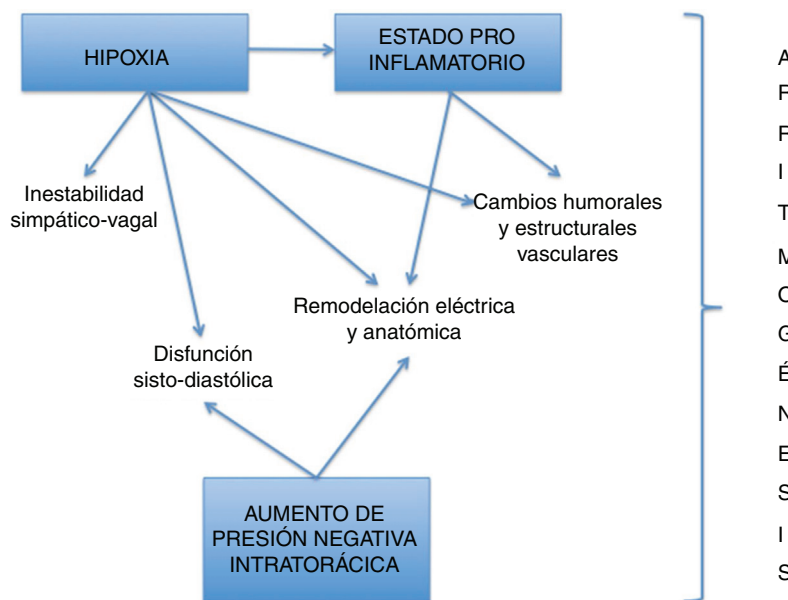 HIPOXIA
ESTADO PRO
INFLAMATORIO
Inestabilidad
simpático-vagal
Cambios humorales
y estructurales
vasculares
Remodelación eléctrica
y anatómica
Disfunción
sisto-diastólica
AUMENTO DE
PRESIÓN NEGATIVA
INTRATORÁCICA
A
R
R
I
T
M
O
G
É
N
E
S
I
S